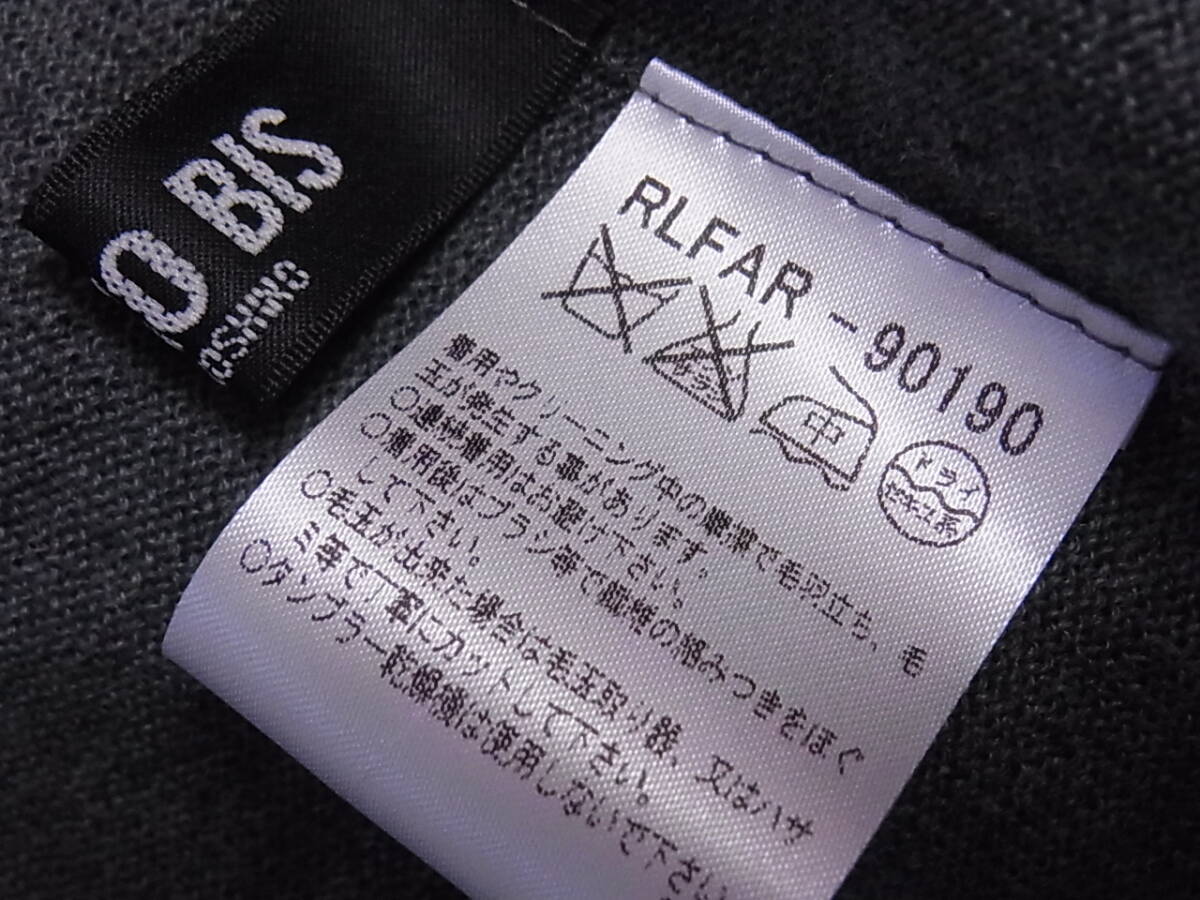 O BIS
OSHINO
RLFAR-90190
中
ドライ
セキユ系
着用やクリーニング中の摩擦で毛羽立ち、毛
玉が発生する事があります。
○連続着用はお避け下さい。
○着用後はブラシ等で繊維の絡みつきをほぐ
して下さい。
○毛玉が出来た場合は毛玉取り器、又はハサ
ミ等で丁寧にカットして下さい。
○タンブラー乾燥機は使用しないで下さい